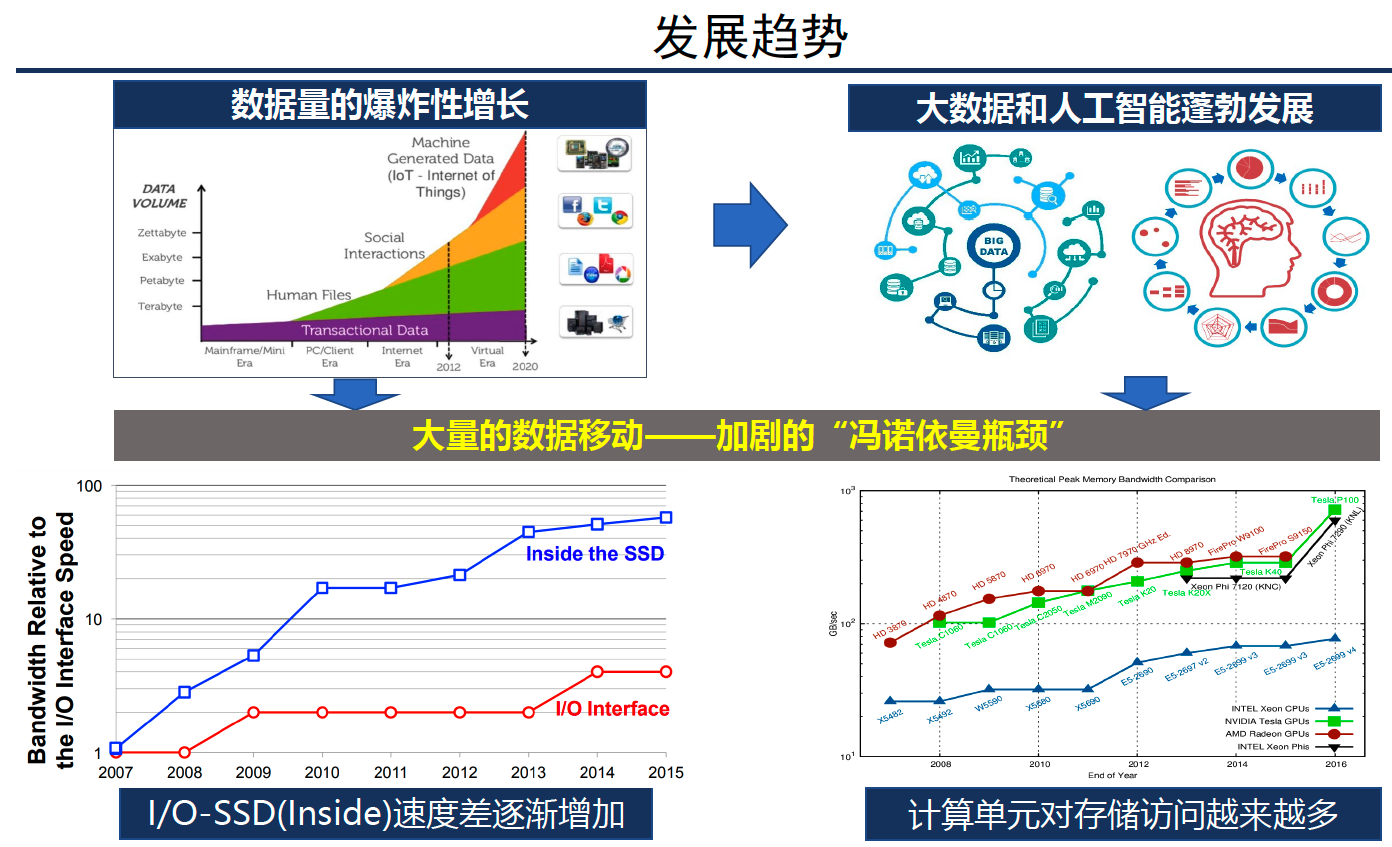 发展趋势
数据量的爆炸性增长
大数据和人工智能蓬勃发展
DATA
VOLUME
Zettabyte
Exabyte
Petabyte
Terabyte
Machine
Generated Data
(IoT - Internet of
Things)
Social
Interactions
Human Files
Transactional Data
Mainframe/Mini
Era
PC/Client
Era
Internet
Era
2012
Virtual
Era
2020
BIG
DATA
大量的数据移动——加剧的“冯诺依曼瓶颈”
Bandwidth Relative to
the I/O Interface Speed
100
10
1
Inside the SSD
I/O Interface
2007 2008 2009 2010 2011 2012 2013 2014 2015
I/O-SSD(Inside)速度差逐渐增加
Theoretical Peak Memory Bandwidth Comparison
GB/sec
10³
10²
10¹
HD 3870
HD 4870
HD 5870
HD 6970
HD 6970
HD 7970 GHz Ed.
HD 8970
FirePro W9100
FirePro S9150
Tesla C1060
Tesla C1060
Tesla C2050
Tesla M2090
Tesla K20
Tesla K20X
Tesla K40
Tesla P100
Xeon Phi 7120 (KNC)
Xeon Phi 7290 (KNL)
X5482
X5492
W5590
X5680
X5690
E5-2690
E5-2697 v2
E5-2699 v3
E5-2699 v3
E5-2699 v4
INTEL Xeon CPUs
NVIDIA Tesla GPUs
AMD Radeon GPUs
INTEL Xeon Phis
2008 2010 2012 2014 2016
End of Year
计算单元对存储访问越来越多